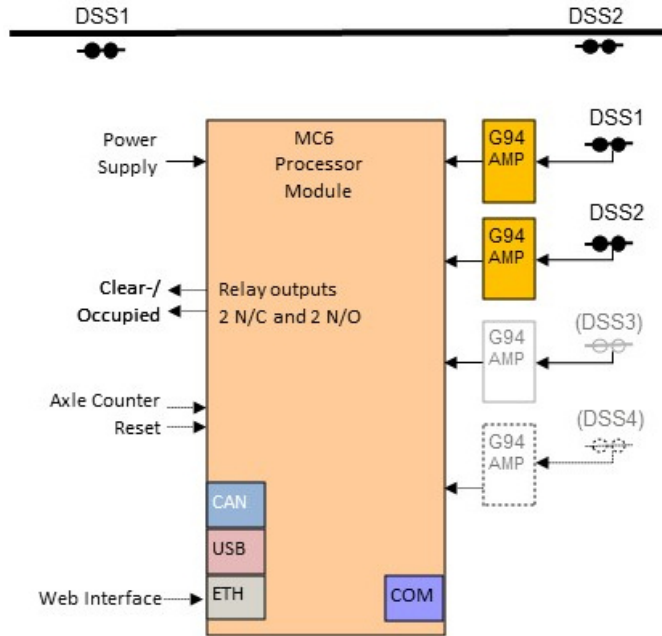 DSS1
DSS2
MC6
Processor
Module
Power
Supply
G94
AMP
DSS1
G94
AMP
DSS2
Clear-/
Occupied
Relay outputs
2 N/C and 2 N/O
G94
AMP
(DSS3)
Axle Counter
Reset
G94
AMP
(DSS4)
CAN
USB
ETH
Web Interface
COM